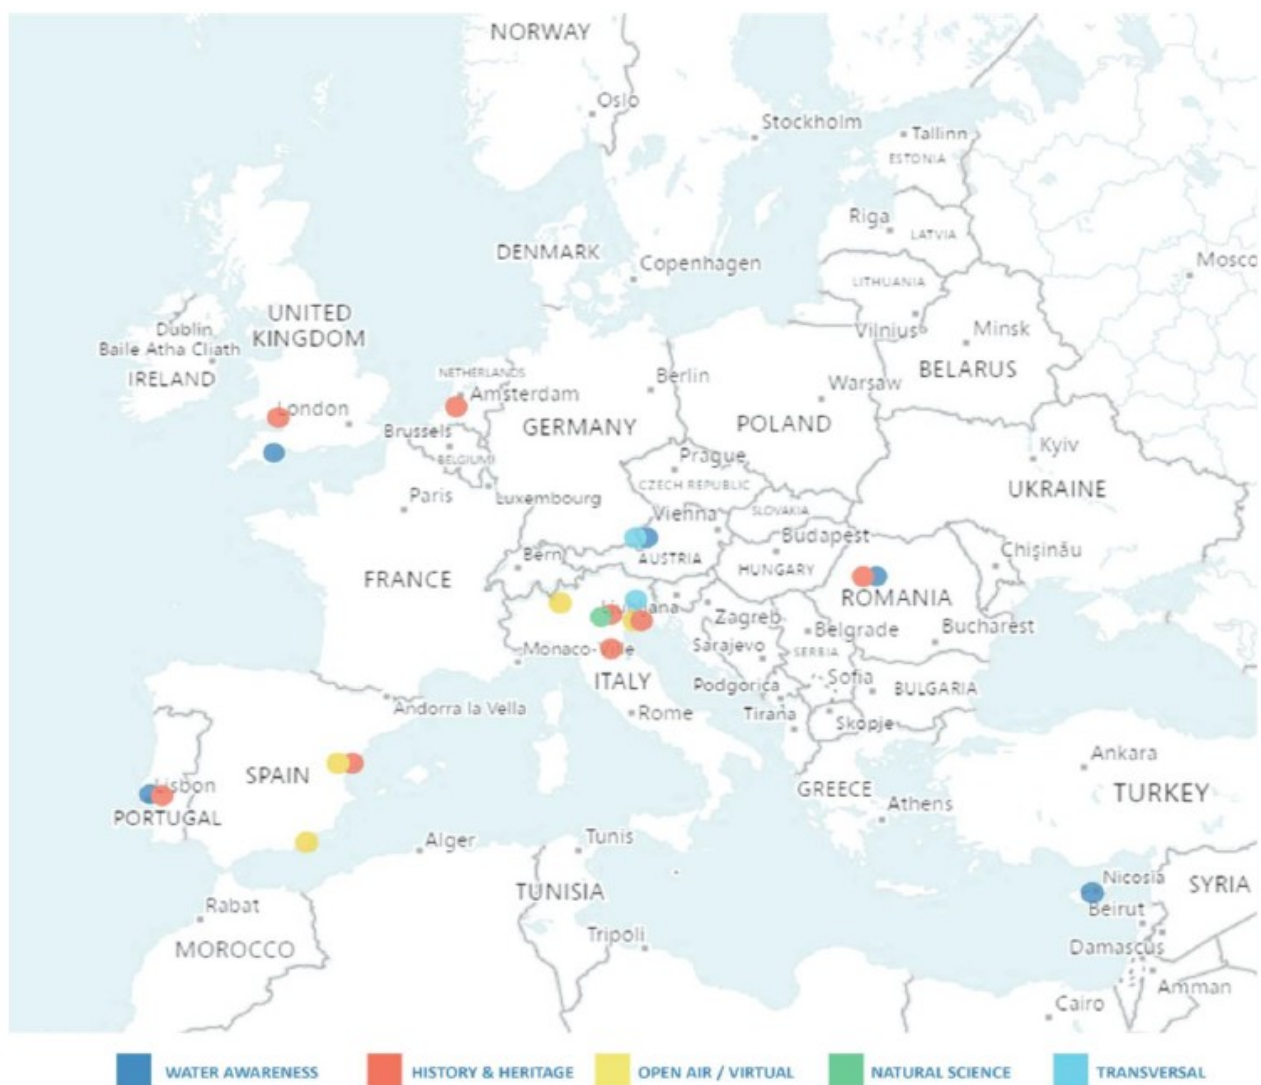 NORWAY
Oslo
Stockholm
Tallinn
ESTONIA
Riga
LATVIA
DENMARK
Copenhagen
Mosco
LITHUANIA
UNITED
KINGDOM
Dublin
Baile Atha Cliath
IRELAND
Vilnius
Minsk
BELARUS
NETHERLANDS
Amsterdam
Berlin
Warsaw
London
Brussels
GERMANY
POLAND
BELGIUM
Prague
Kyiv
CZECH REPUBLIC
UKRAINE
Paris
Luxembourg
Vienna
SLOVAKIA
Budapest
Chişinău
Bern
AUSTRIA
HUNGARY
FRANCE
ROMANIA
Zagreb
Belgrade
Bucharest
Monaco-Ville
Sarajevo
SERBIA
ITALY
Podgorica
Sofia
BULGARIA
Andorra la Vella
Rome
Tirana
Skopje
Ankara
SPAIN
Lisbon
GREECE
TURKEY
PORTUGAL
Athens
Alger
Tunis
Nicosia
SYRIA
TUNISIA
Rabat
Beirut
MOROCCO
Tripoli
Damascus
Amman
Cairo
WATER AWARENESS
HISTORY & HERITAGE
OPEN AIR / VIRTUAL
NATURAL SCIENCE
TRANSVERSAL